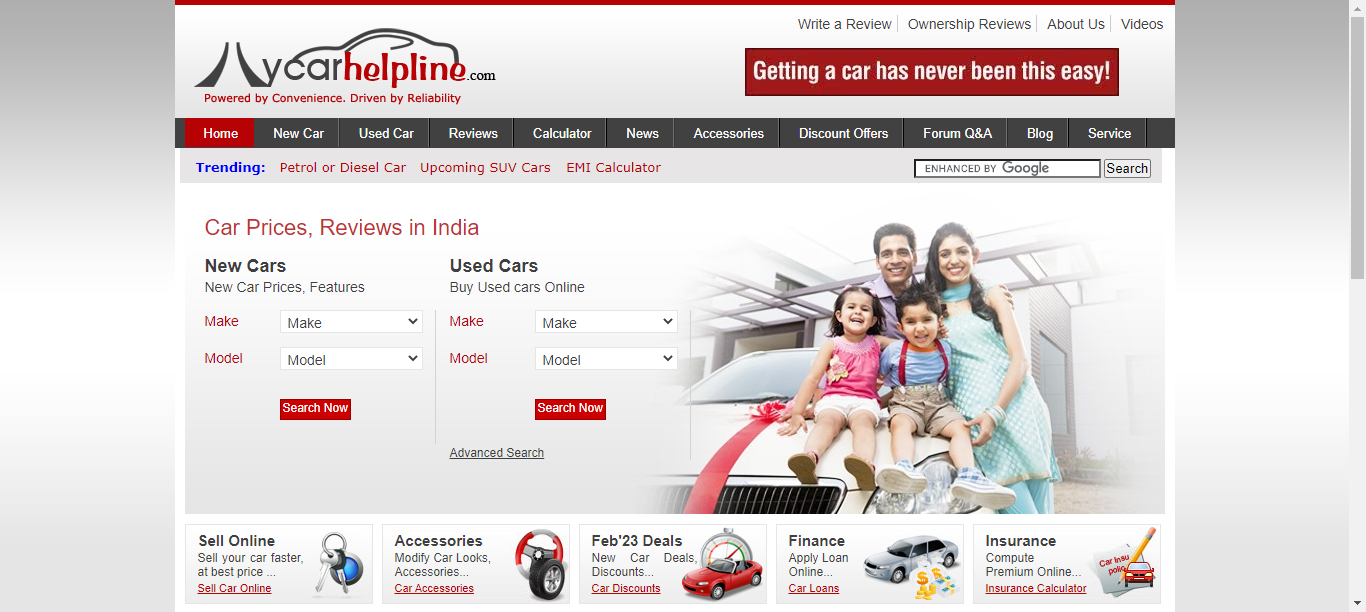 Write a Review
Ownership Reviews
About Us
Videos
Mycarhelpline.com
Powered by Convenience. Driven by Reliability
Getting a car has never been this easy!
Home
New Car
Used Car
Reviews
Calculator
News
Accessories
Discount Offers
Forum Q&A
Blog
Service
Trending:
Petrol or Diesel Car
Upcoming SUV Cars
EMI Calculator
ENHANCED BY Google
Search
Car Prices, Reviews in India
New Cars
New Car Prices, Features
Make
Make
Model
Model
Search Now
Used Cars
Buy Used cars Online
Make
Make
Model
Model
Search Now
Advanced Search
Sell Online
Sell your car faster,
at best price ...
Sell Car Online
Accessories
Modify Car Looks,
Accessories...
Car Accessories
Feb'23 Deals
New Car Deals,
Discounts...
Car Discounts
Finance
Apply Loan
Online...
Car Loans
Insurance
Compute
Premium Online...
Insurance Calculator
Car Insu
polic